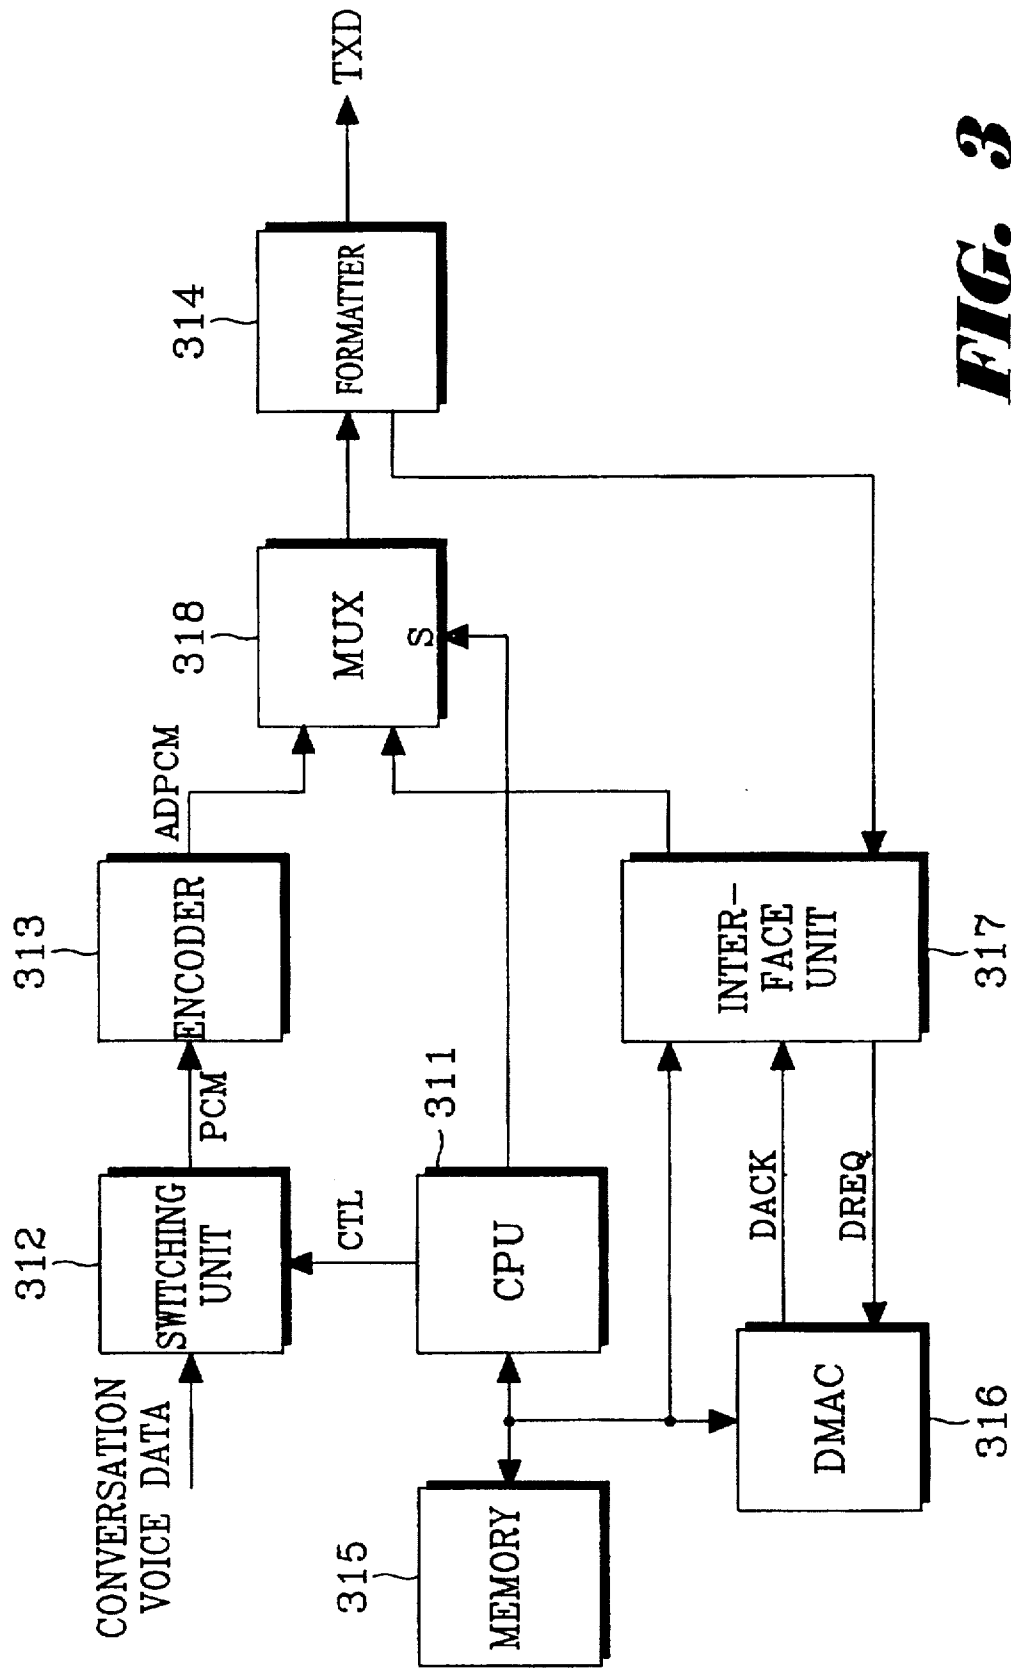 CONVERSATION
VOICE DATA
312
SWITCHING
UNIT
PCM
313
ENCODER
ADPCM
318
MUX
S
314
FORMATTER
TXD
CTL
311
CPU
315
MEMORY
316
DMAC
DACK
DREQ
317
INTER-
FACE
UNIT
FIG. 3